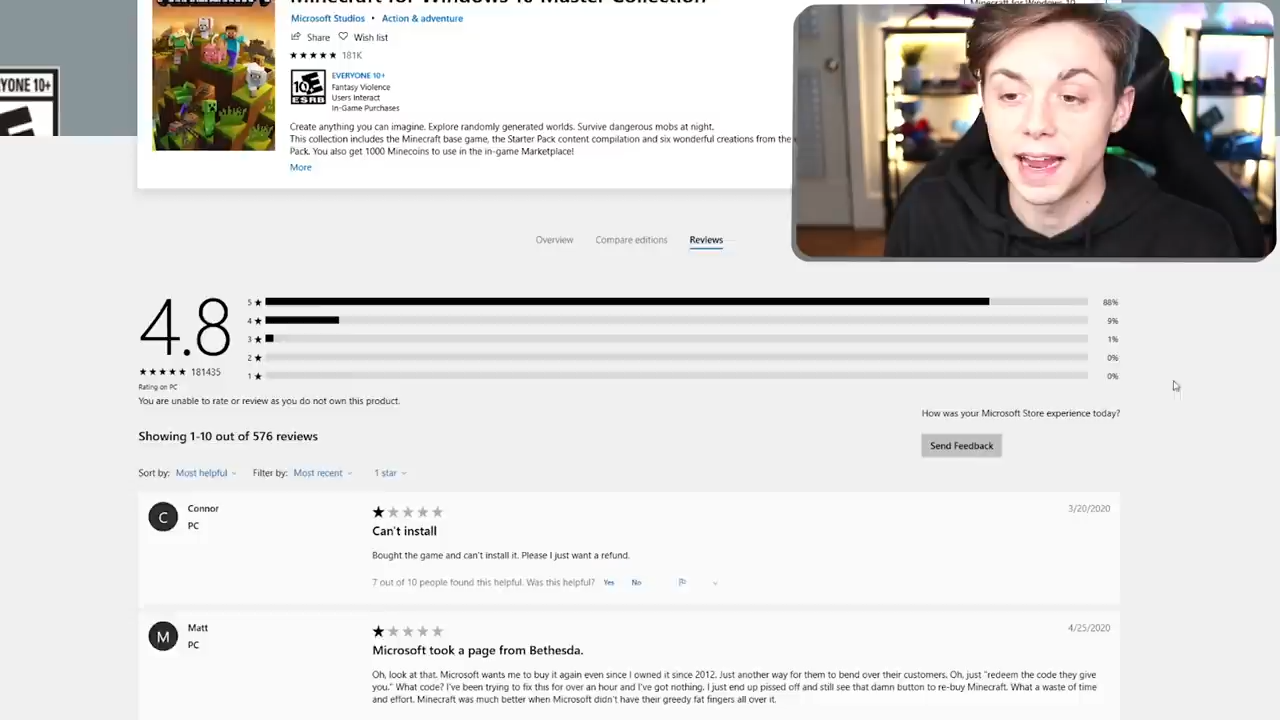 Minecraft for Windows 10 Master Collection
Minecraft for Windows 10
Microsoft Studios • Action & adventure
Share Wish list
181K
YONE 10+
EVERYONE 10+
Fantasy Violence
Users Interact
In-Game Purchases
10+
ESRB
Create anything you can imagine. Explore randomly generated worlds. Survive dangerous mobs at night.
This collection includes the Minecraft base game, the Starter Pack content compilation and six wonderful creations from the
Pack. You also get 1000 Minecoins to use in the in-game Marketplace!
More
Overview Compare editions Reviews
4.8
5 ★ 88%
4 ★ 9%
3 ★ 1%
2 ★ 0%
1 ★ 0%
★★★★★ 181435
Rating on PC
You are unable to rate or review as you do not own this product.
How was your Microsoft Store experience today?
Send Feedback
Showing 1-10 out of 576 reviews
Sort by: Most helpful Filter by: Most recent 1 star
C
Connor
PC
3/20/2020
Can't install
Bought the game and can't install it. Please I just want a refund.
7 out of 10 people found this helpful. Was this helpful? Yes No
M
Matt
PC
4/25/2020
Microsoft took a page from Bethesda.
Oh, look at that. Microsoft wants me to buy it again even since I owned it since 2012. Just another way for them to bend over their customers. Oh, just "redeem the code they give
you." What code? I've been trying to fix this for over an hour and I've got nothing. I just end up pissed off and still see that damn button to re-buy Minecraft. What a waste of time
and effort. Minecraft was much better when Microsoft didn't have their greedy fat fingers all over it.